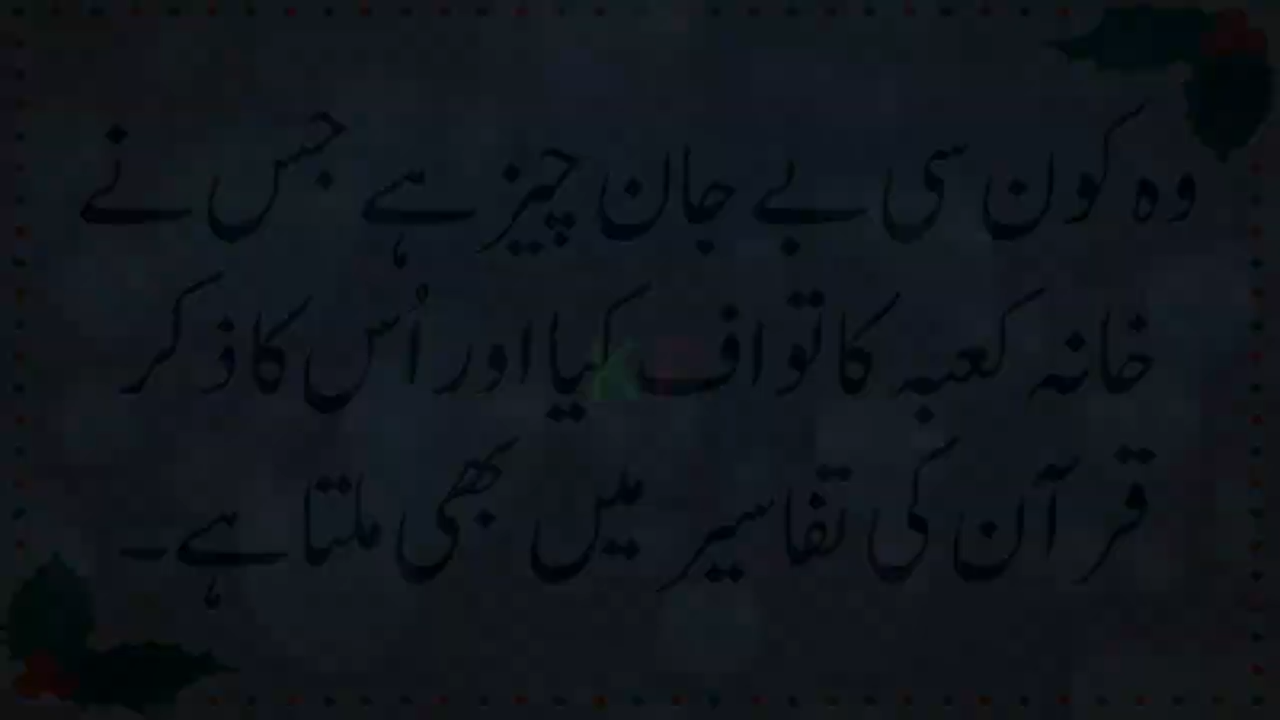 وہ کون سی بے جان چیز ہے جس نے
خانہ کعبہ کا تواف کیا اور اُس کا ذکر
قرآن کی تفاسیر میں بھی ملتا ہے۔